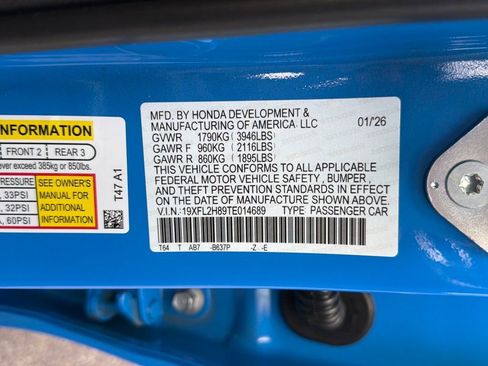 INFORMATION
FRONT 2 REAR 3
ever exceed 385kg or 850lbs.
PRESSURE SEE OWNER'S
33PSI MANUAL FOR
32PSI ADDITIONAL
60PSI INFORMATION
T47 A1
MFD. BY HONDA DEVELOPMENT & 01/'26
MANUFACTURING OF AMERICA. LLC
GVWR 1790KG (3946LBS)
GAWR F 960KG (2116LBS)
GAWR R 860KG (1895LBS)
THIS VEHICLE CONFORMS TO ALL APPLICABLE
FEDERAL MOTOR VEHICLE SAFETY , BUMPER ,
AND THEFT PREVENTION STANDARDS IN EFFECT
ON THE DATE OF MANUFACTURE SHOWN ABOVE.
V.I.N.:19XFL2H89TE014689 TYPE: PASSENGER CAR
T64 T AB7 -B637P -Z -E